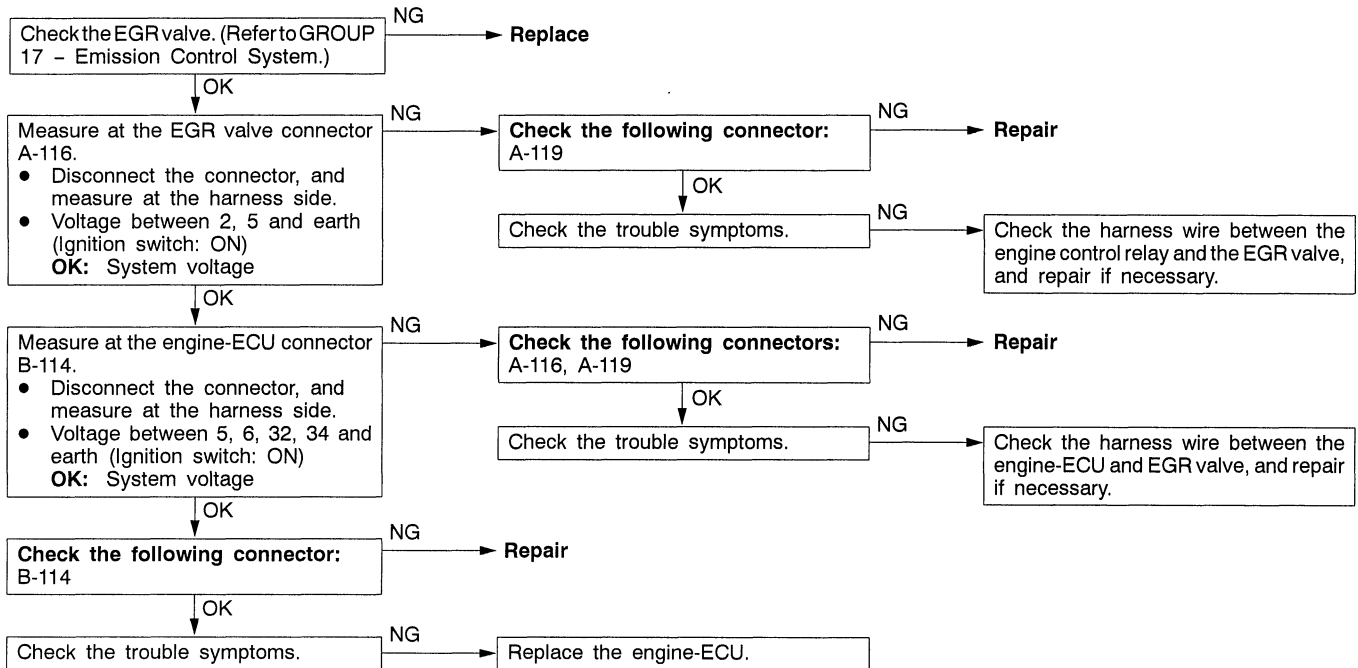 Check the EGR valve. (Refer to GROUP
17 – Emission Control System.)
NG
Replace
OK
Measure at the EGR valve connector
A-116.
● Disconnect the connector, and
measure at the harness side.
● Voltage between 2, 5 and earth
(Ignition switch: ON)
OK: System voltage
NG
Check the following connector:
A-119
NG
Repair
OK
Check the trouble symptoms.
NG
Check the harness wire between the
engine control relay and the EGR valve,
and repair if necessary.
OK
Measure at the engine-ECU connector
B-114.
● Disconnect the connector, and
measure at the harness side.
● Voltage between 5, 6, 32, 34 and
earth (Ignition switch: ON)
OK: System voltage
NG
Check the following connectors:
A-116, A-119
NG
Repair
OK
Check the trouble symptoms.
NG
Check the harness wire between the
engine-ECU and EGR valve, and repair
if necessary.
OK
Check the following connector:
B-114
NG
Repair
OK
Check the trouble symptoms.
NG
Replace the engine-ECU.